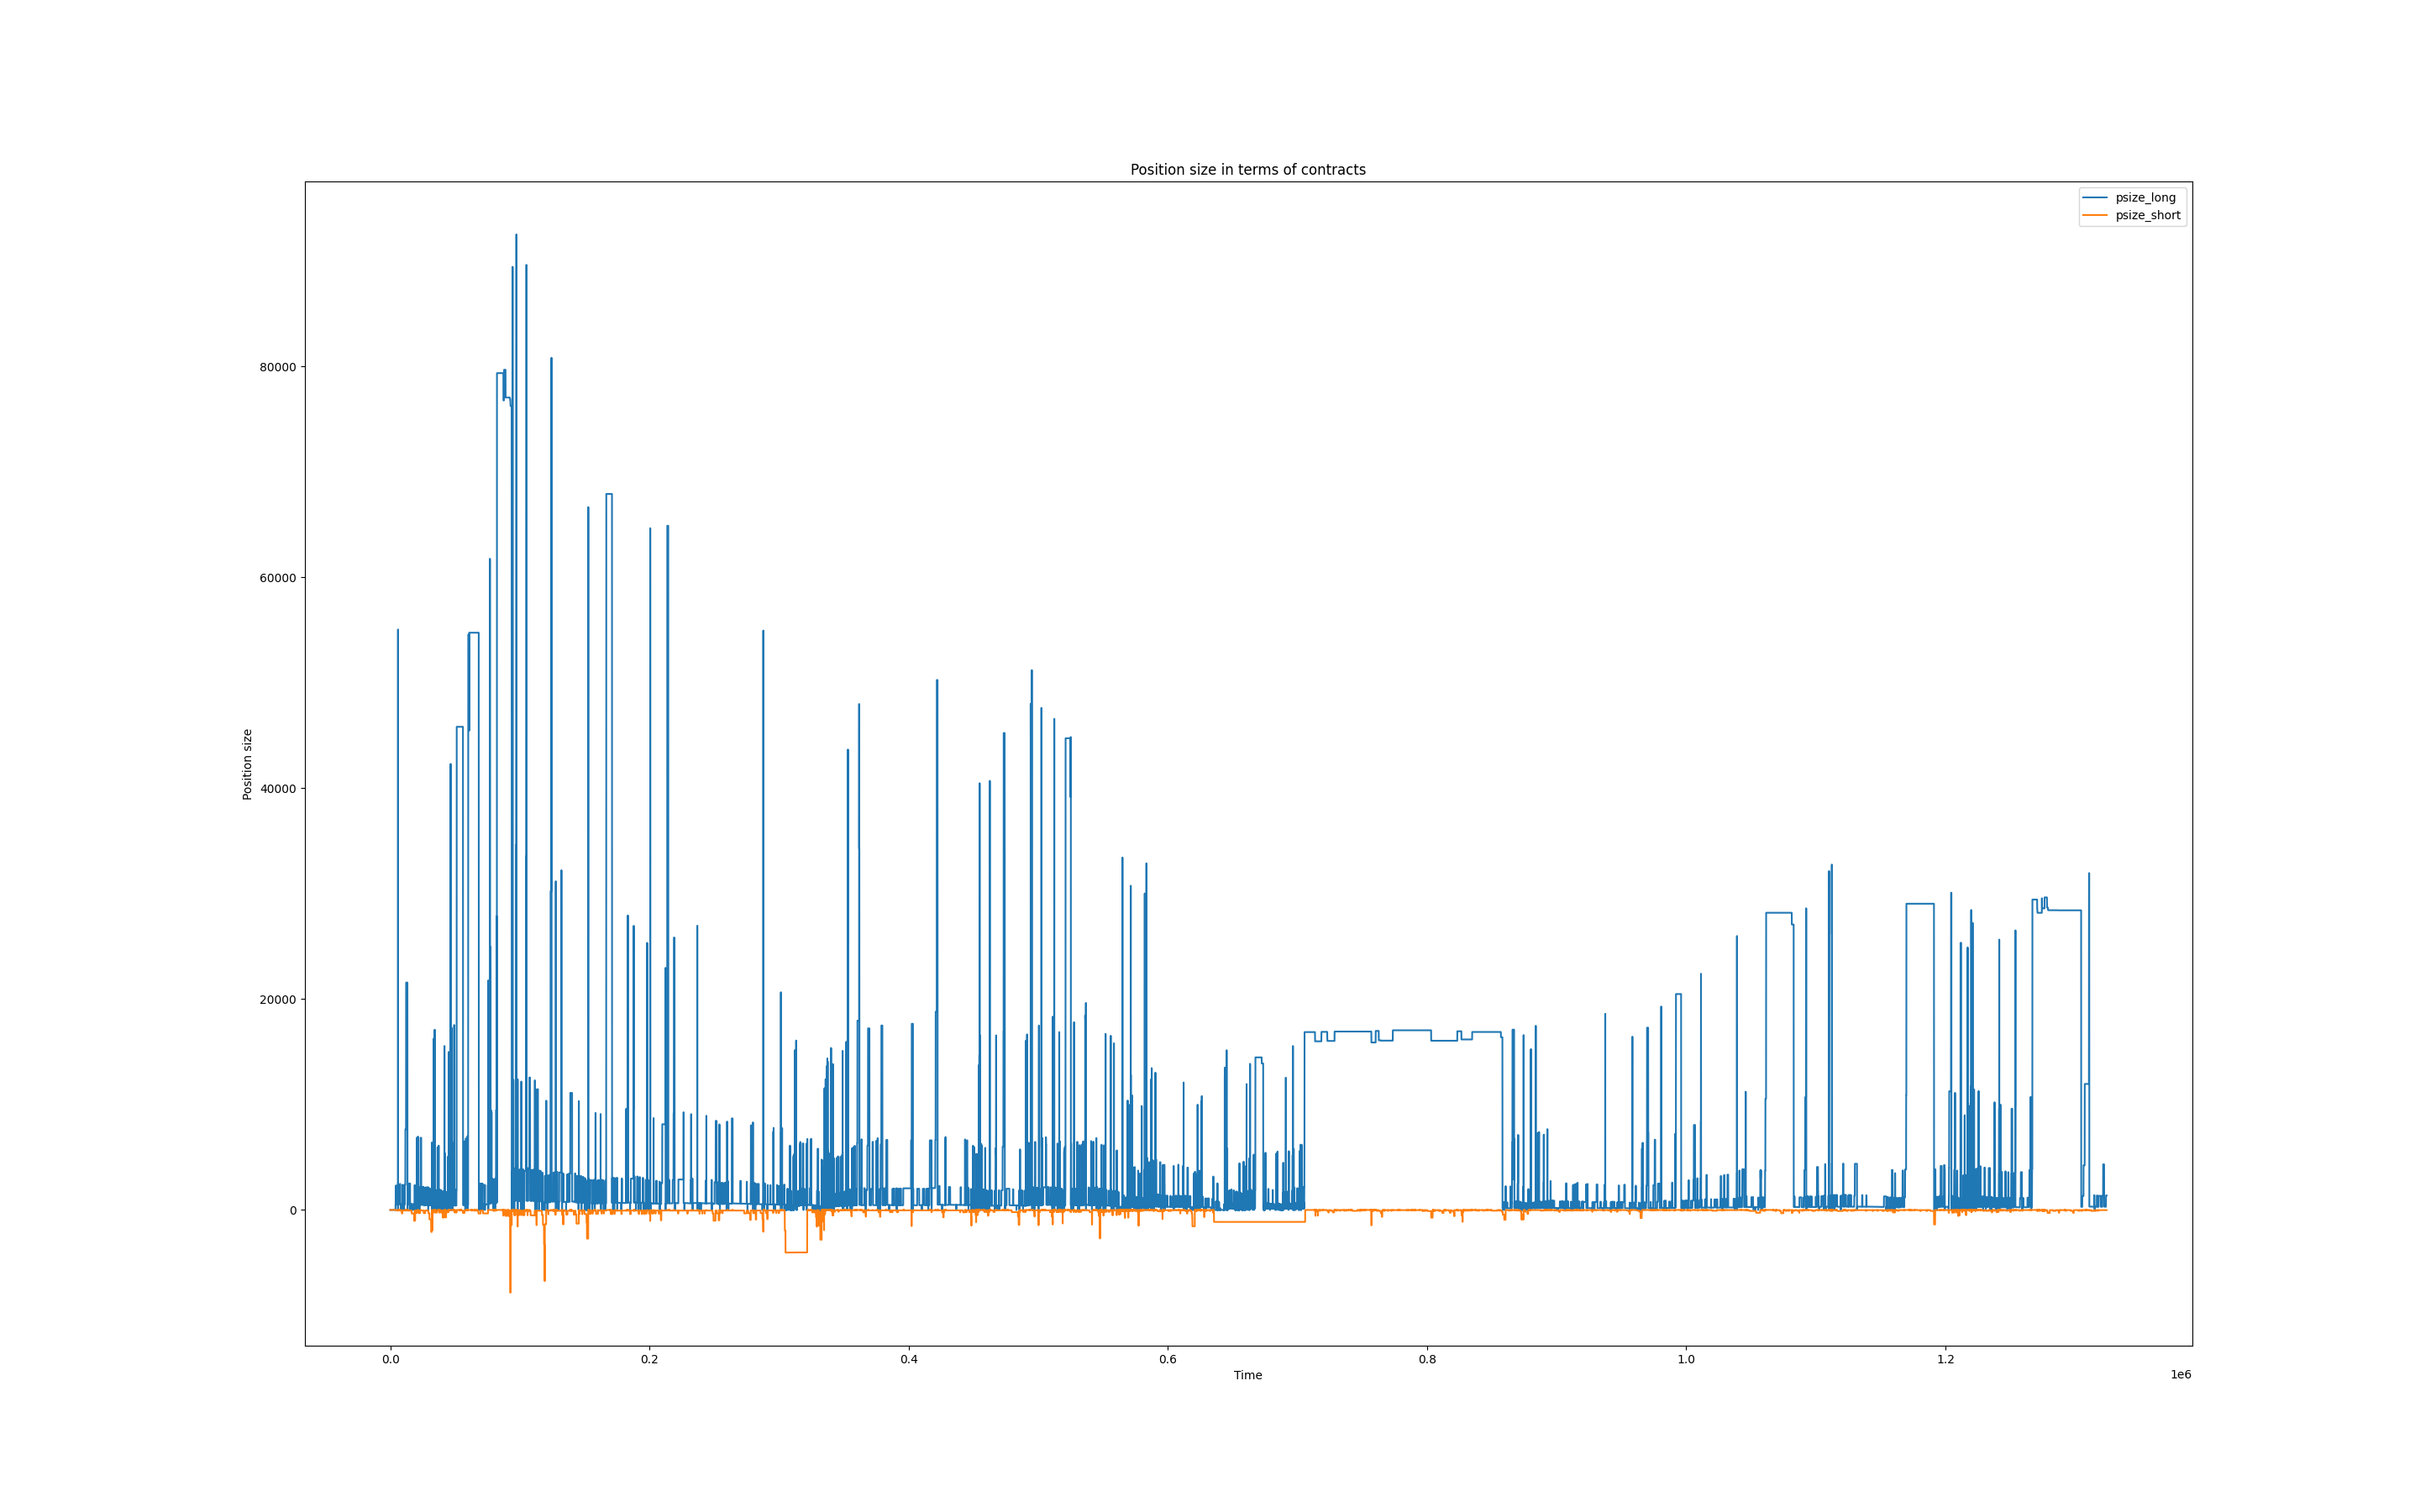 Position size in terms of contracts
psize_long
psize_short
80000
60000
Position size
40000
20000
0
0.0 0.2 0.4 0.6 0.8 1.0 1.2
Time
1e6